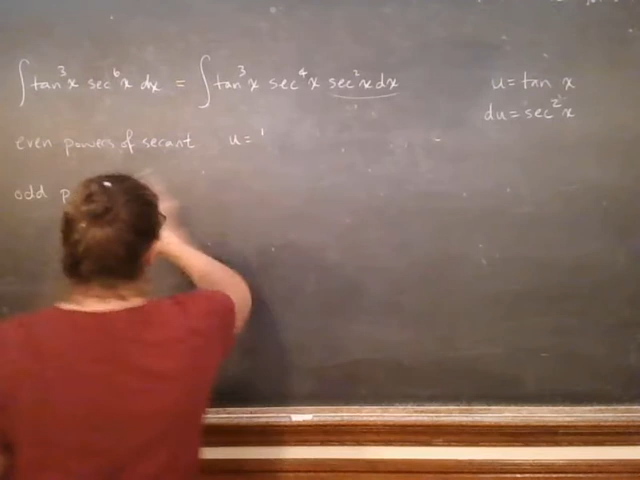 ∫ tan³x sec⁶x dx = ∫ tan³x sec⁴x sec²x dx
u = tan x
du = sec²x
even powers of secant u =
odd p